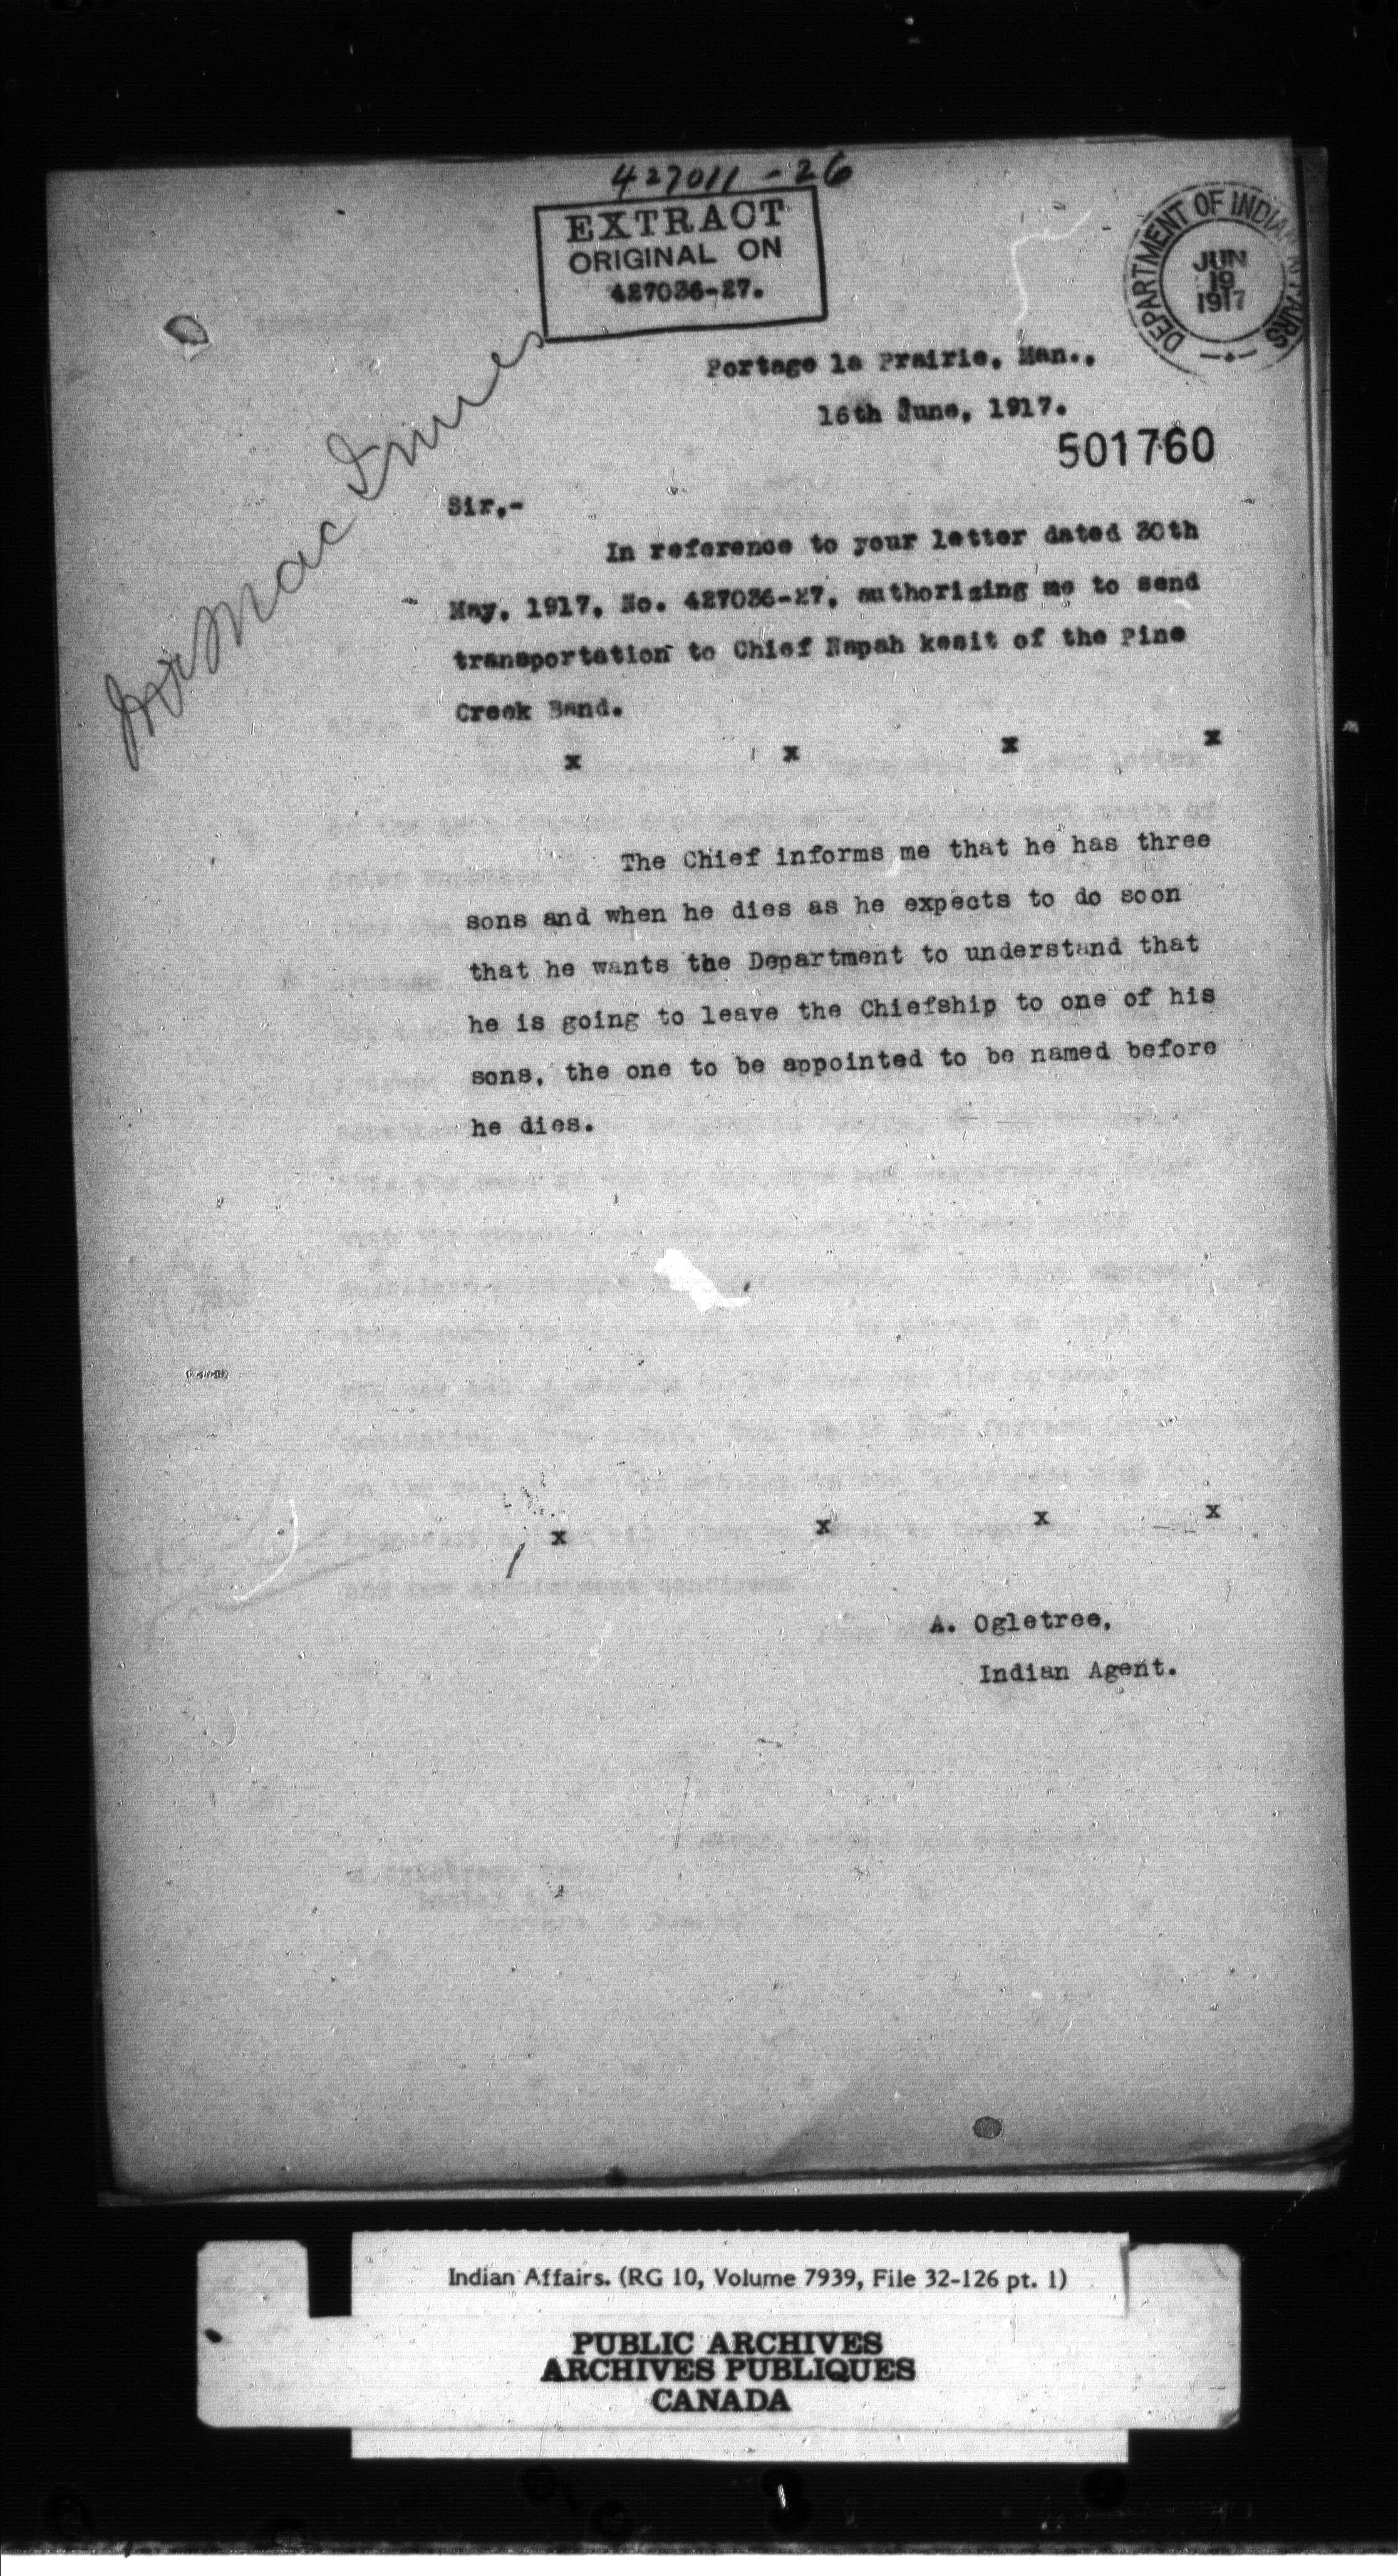 427011-26
EXTRACT
ORIGINAL ON
427036-27.
DEPARTMENT OF INDIAN AFFAIRS
JUN
19
1917
Portage la Prairie, Man.,
16th June, 1917.
501760
Mr Mac Innes
Sir,-
In reference to your letter dated 30th
May, 1917, No. 427036-27, authorizing me to send
transportation to Chief Napah kesit of the Pine
Creek Band.
x x x x
The Chief informs me that he has three
sons and when he dies as he expects to do soon
that he wants the Department to understand that
he is going to leave the Chiefship to one of his
sons, the one to be appointed to be named before
he dies.
x x x x
A. Ogletree,
Indian Agent.
Indian Affairs. (RG 10, Volume 7939, File 32-126 pt. 1)
PUBLIC ARCHIVES
ARCHIVES PUBLIQUES
CANADA